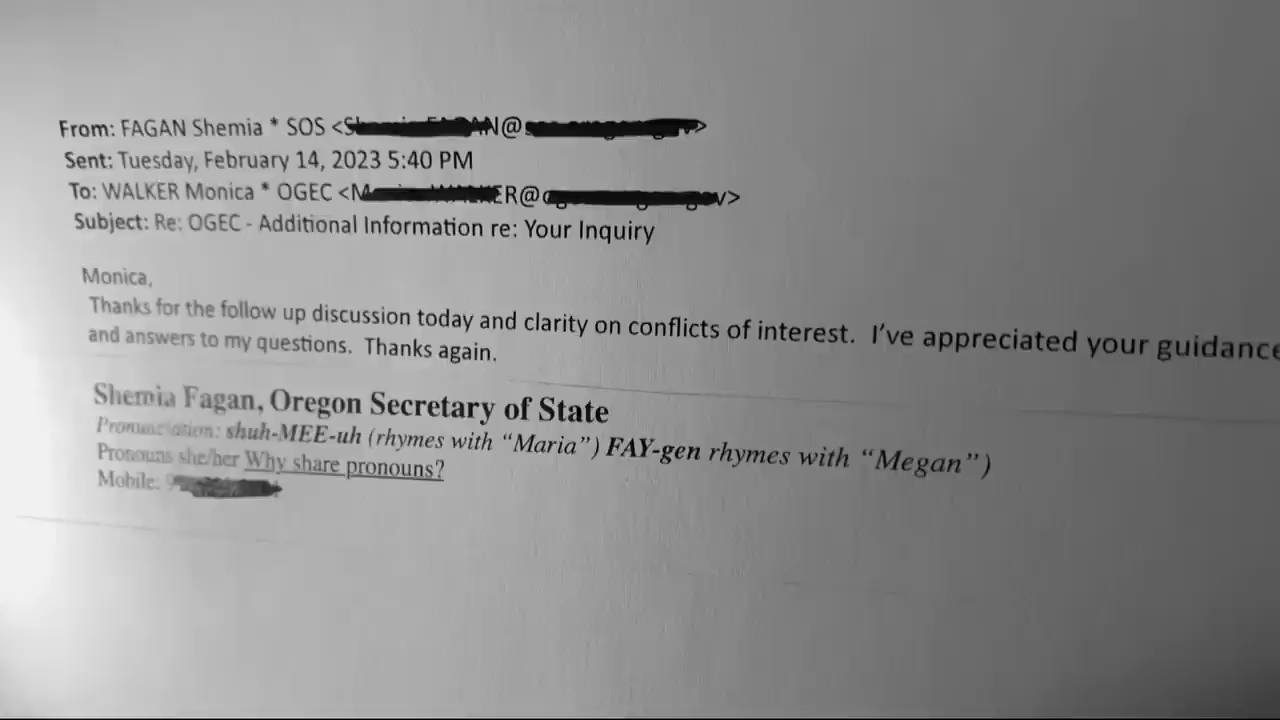 From: FAGAN Shemia * SOS <S N@ >
Sent: Tuesday, February 14, 2023 5:40 PM
To: WALKER Monica * OGEC <M ER@ v>
Subject: Re: OGEC - Additional Information re: Your Inquiry
Monica,
Thanks for the follow up discussion today and clarity on conflicts of interest. I've appreciated your guidance
and answers to my questions. Thanks again.
Shemia Fagan, Oregon Secretary of State
Pronunciation: shuh-MEE-uh (rhymes with "Maria") FAY-gen rhymes with "Megan")
Pronouns she/her Why share pronouns?
Mobile: